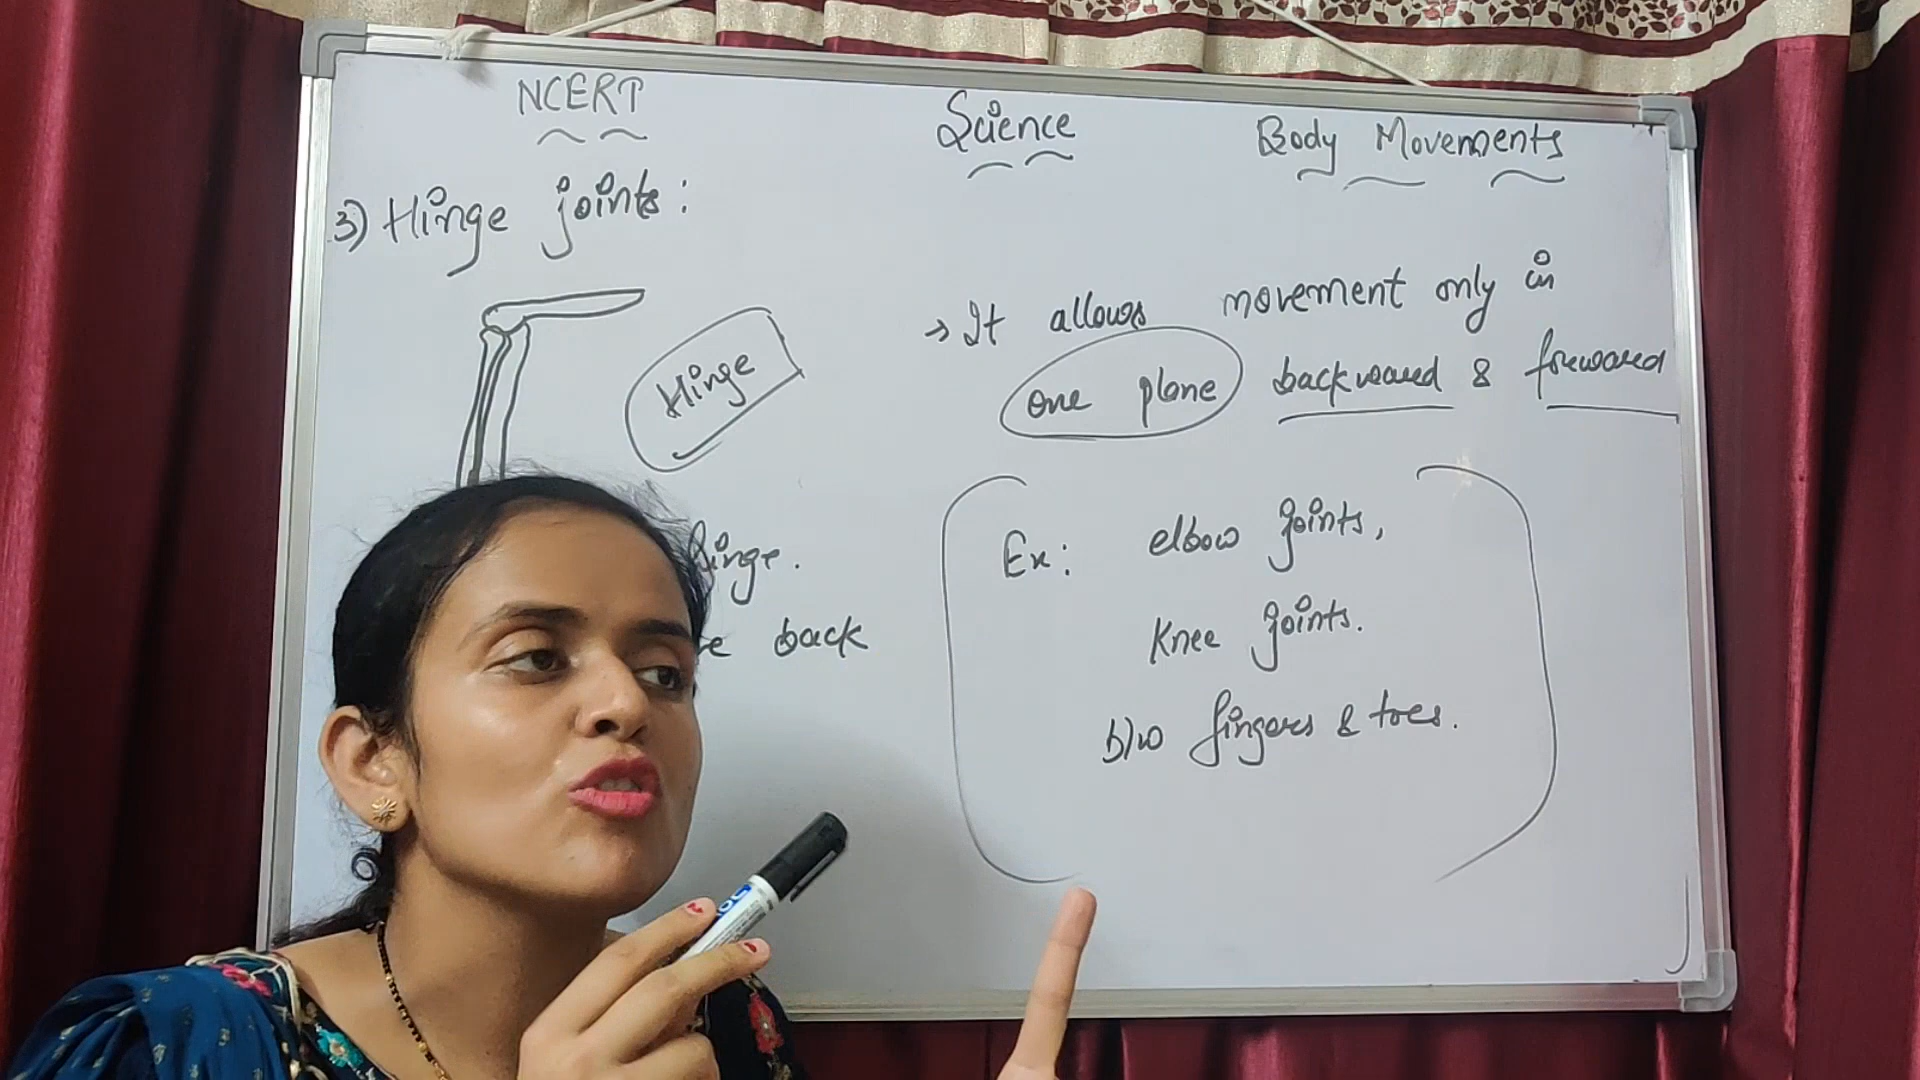 NCERT
Science
Body Movements
3) Hinge joints:
Hinge
hinge.
back
→ It allows movement only in
one plane backward & forward
Ex: elbow joints,
Knee joints.
b/w fingers & toes.